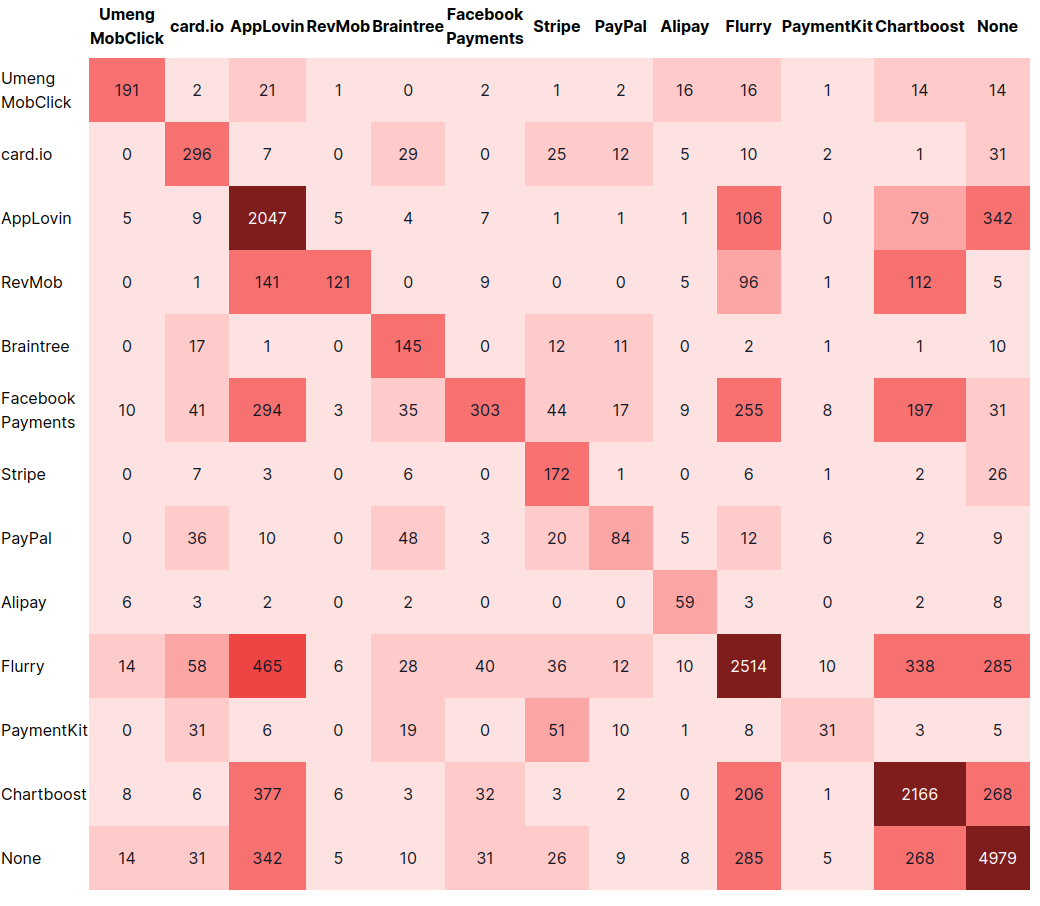 Umeng MobClick card.io AppLovin RevMob Braintree Facebook Payments Stripe PayPal Alipay Flurry PaymentKit Chartboost None
Umeng MobClick 191 2 21 1 0 2 1 2 16 16 1 14 14
card.io 0 296 7 0 29 0 25 12 5 10 2 1 31
AppLovin 5 9 2047 5 4 7 1 1 1 106 0 79 342
RevMob 0 1 141 121 0 9 0 0 5 96 1 112 5
Braintree 0 17 1 0 145 0 12 11 0 2 1 1 10
Facebook Payments 10 41 294 3 35 303 44 17 9 255 8 197 31
Stripe 0 7 3 0 6 0 172 1 0 6 1 2 26
PayPal 0 36 10 0 48 3 20 84 5 12 6 2 9
Alipay 6 3 2 0 2 0 0 0 59 3 0 2 8
Flurry 14 58 465 6 28 40 36 12 10 2514 10 338 285
PaymentKit 0 31 6 0 19 0 51 10 1 8 31 3 5
Chartboost 8 6 377 6 3 32 3 2 0 206 1 2166 268
None 14 31 342 5 10 31 26 9 8 285 5 268 4979